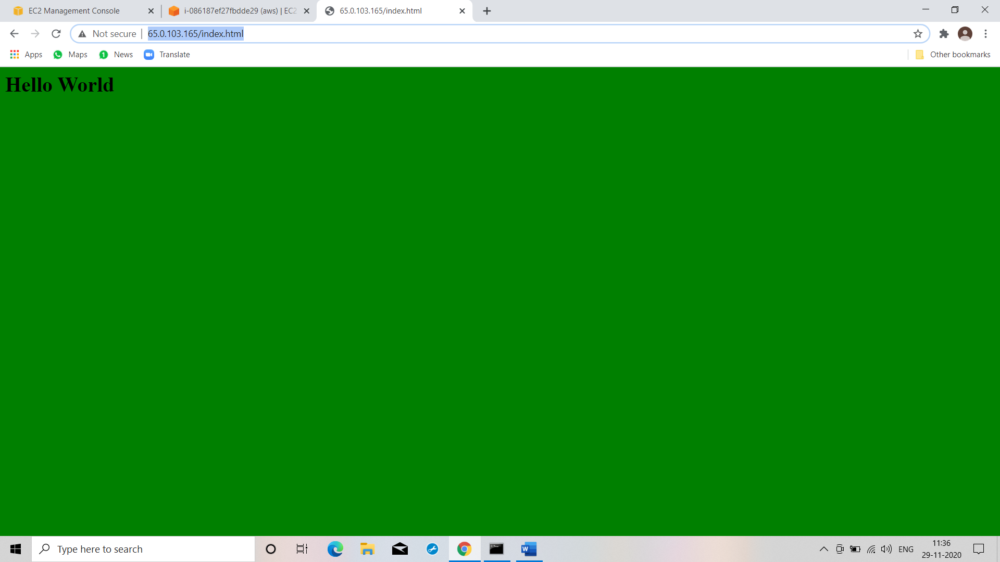 EC2 Management Console
i-086187ef27fbdde29 (aws) | EC2
65.0.103.165/index.html
Not secure
65.0.103.165/index.html
Apps
Maps
1
News
Translate
Other bookmarks
Hello World
Type here to search
W
ENG
11:36
29-11-2020